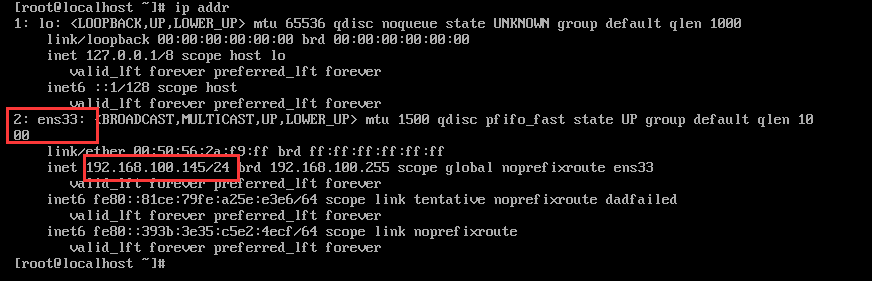 [root@localhost ~]# ip addr
1: lo: <LOOPBACK,UP,LOWER_UP> mtu 65536 qdisc noqueue state UNKNOWN group default qlen 1000
link/loopback 00:00:00:00:00:00 brd 00:00:00:00:00:00
inet 127.0.0.1/8 scope host lo
valid_lft forever preferred_lft forever
inet6 ::1/128 scope host
valid_lft forever preferred_lft forever
2: ens33: <BROADCAST,MULTICAST,UP,LOWER_UP> mtu 1500 qdisc pfifo_fast state UP group default qlen 10
00
link/ether 00:50:56:2a:f9:ff brd ff:ff:ff:ff:ff:ff
inet 192.168.100.145/24 brd 192.168.100.255 scope global noprefixroute ens33
valid_lft forever preferred_lft forever
inet6 fe80::81ce:79fe:a25e:e3e6/64 scope link tentative noprefixroute dadfailed
valid_lft forever preferred_lft forever
inet6 fe80::393b:3e35:c5e2:4ecf/64 scope link noprefixroute
valid_lft forever preferred_lft forever
[root@localhost ~]#